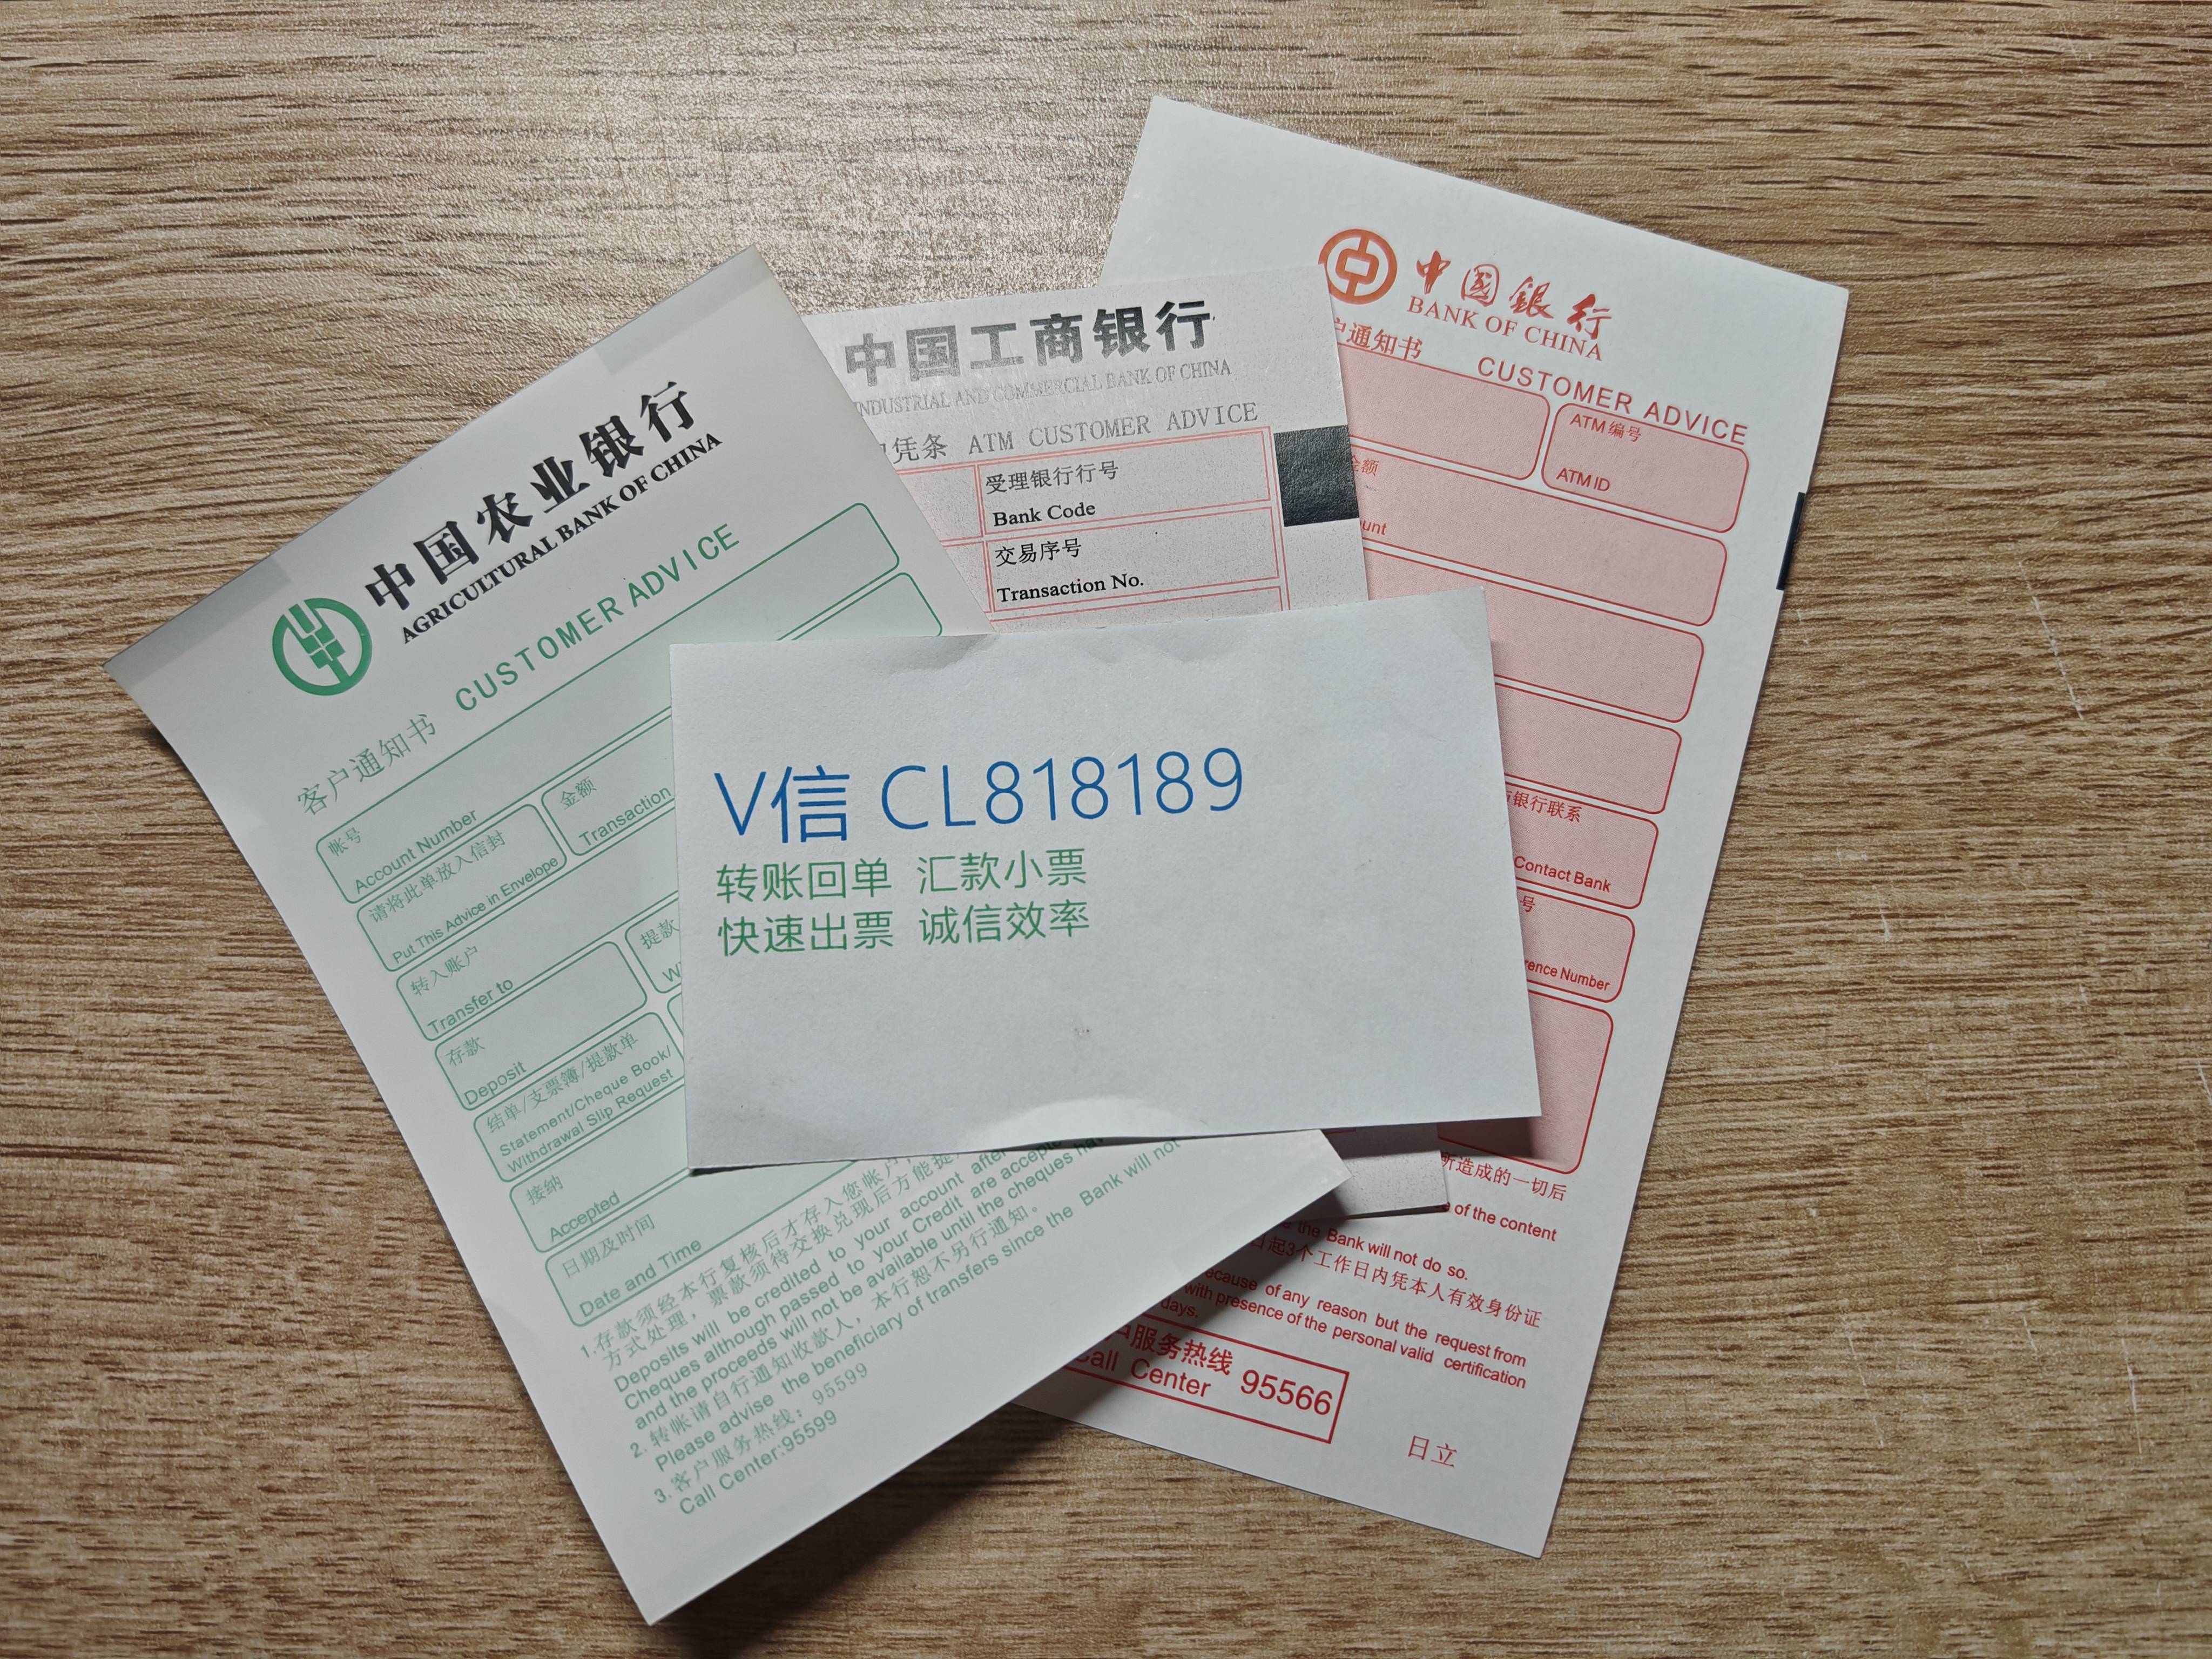 中国农业银行
AGRICULTURAL BANK OF CHINA
客户通知书 CUSTOMER ADVICE
帐号
Account Number
请将此单放入信封
Put This Advice in Envelope
金额
Transaction
转入账户
Transfer to
提款
存款
Deposit
结单/支票簿/提款单
Statement/Cheque Book/
Withdrawal Slip Request
接纳
Accepted
日期及时间
Date and Time
1.存款须经本行复核后才存入您帐户,
方式处理，票款须待交换兑现后方能提
Deposits will be credited to your account after
Cheques although passed to your Credit are accepte
and the proceeds will not be available until the cheques ha
2.转帐请自行通知收款人，本行恕不另行通知。
Please advise the beneficiary of transfers since the Bank will not
3.客户服务热线：95599
Call Center:95599
中国工商银行
INDUSTRIAL AND COMMERCIAL BANK OF CHINA
凭条 ATM CUSTOMER ADVICE
受理银行行号
Bank Code
交易序号
Transaction No.
中国銀行
BANK OF CHINA
户通知书 CUSTOMER ADVICE
ATM编号
ATM ID
金额
unt
银行联系
Contact Bank
号
rence Number
所造成的一切后
of the content
the Bank will not do so.
日起3个工作日内凭本人有效身份证
ecause of any reason but the request from
with presence of the personal valid certification
days.
户服务热线 95566
Call Center
日立
V信 CL818189
转账回单 汇款小票
快速出票 诚信效率